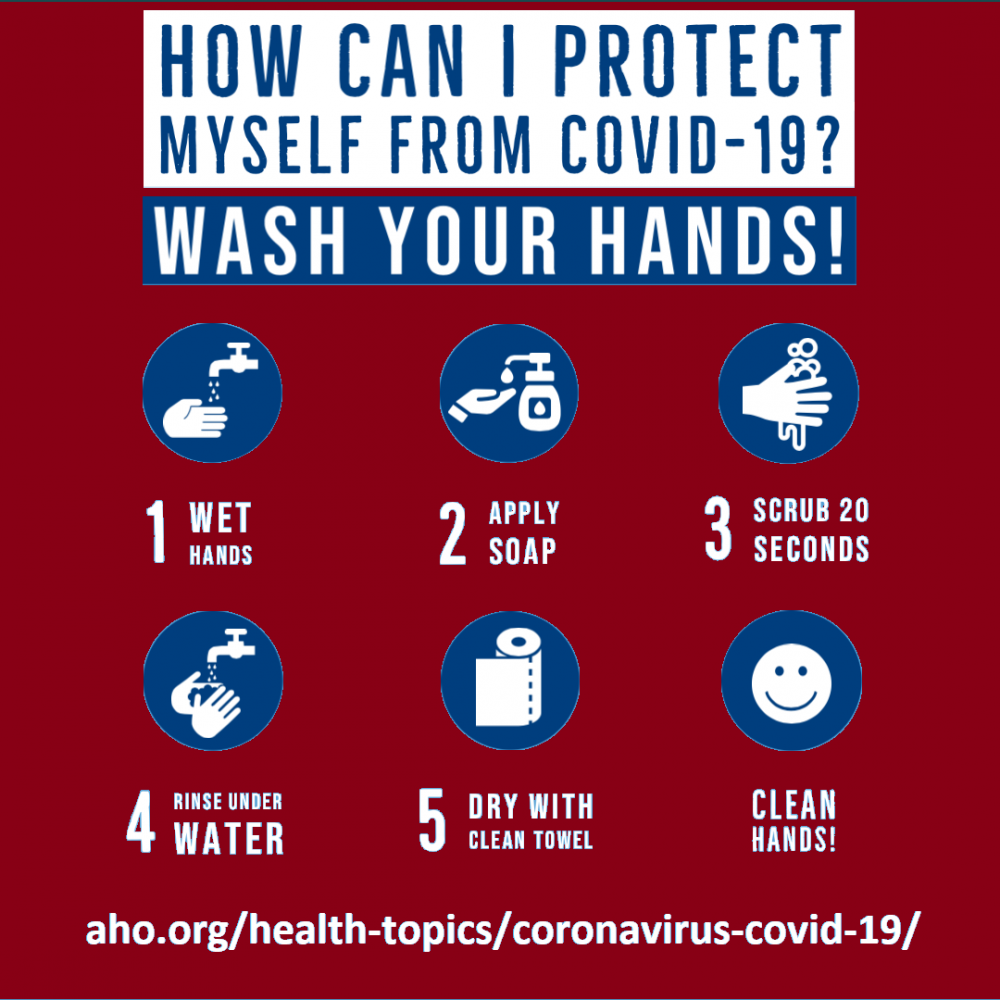 HOW CAN I PROTECT
MYSELF FROM COVID-19?
WASH YOUR HANDS!
1 WET
HANDS
2 APPLY
SOAP
3 SCRUB 20
SECONDS
4 RINSE UNDER
WATER
5 DRY WITH
CLEAN TOWEL
CLEAN
HANDS!
aho.org/health-topics/coronavirus-covid-19/